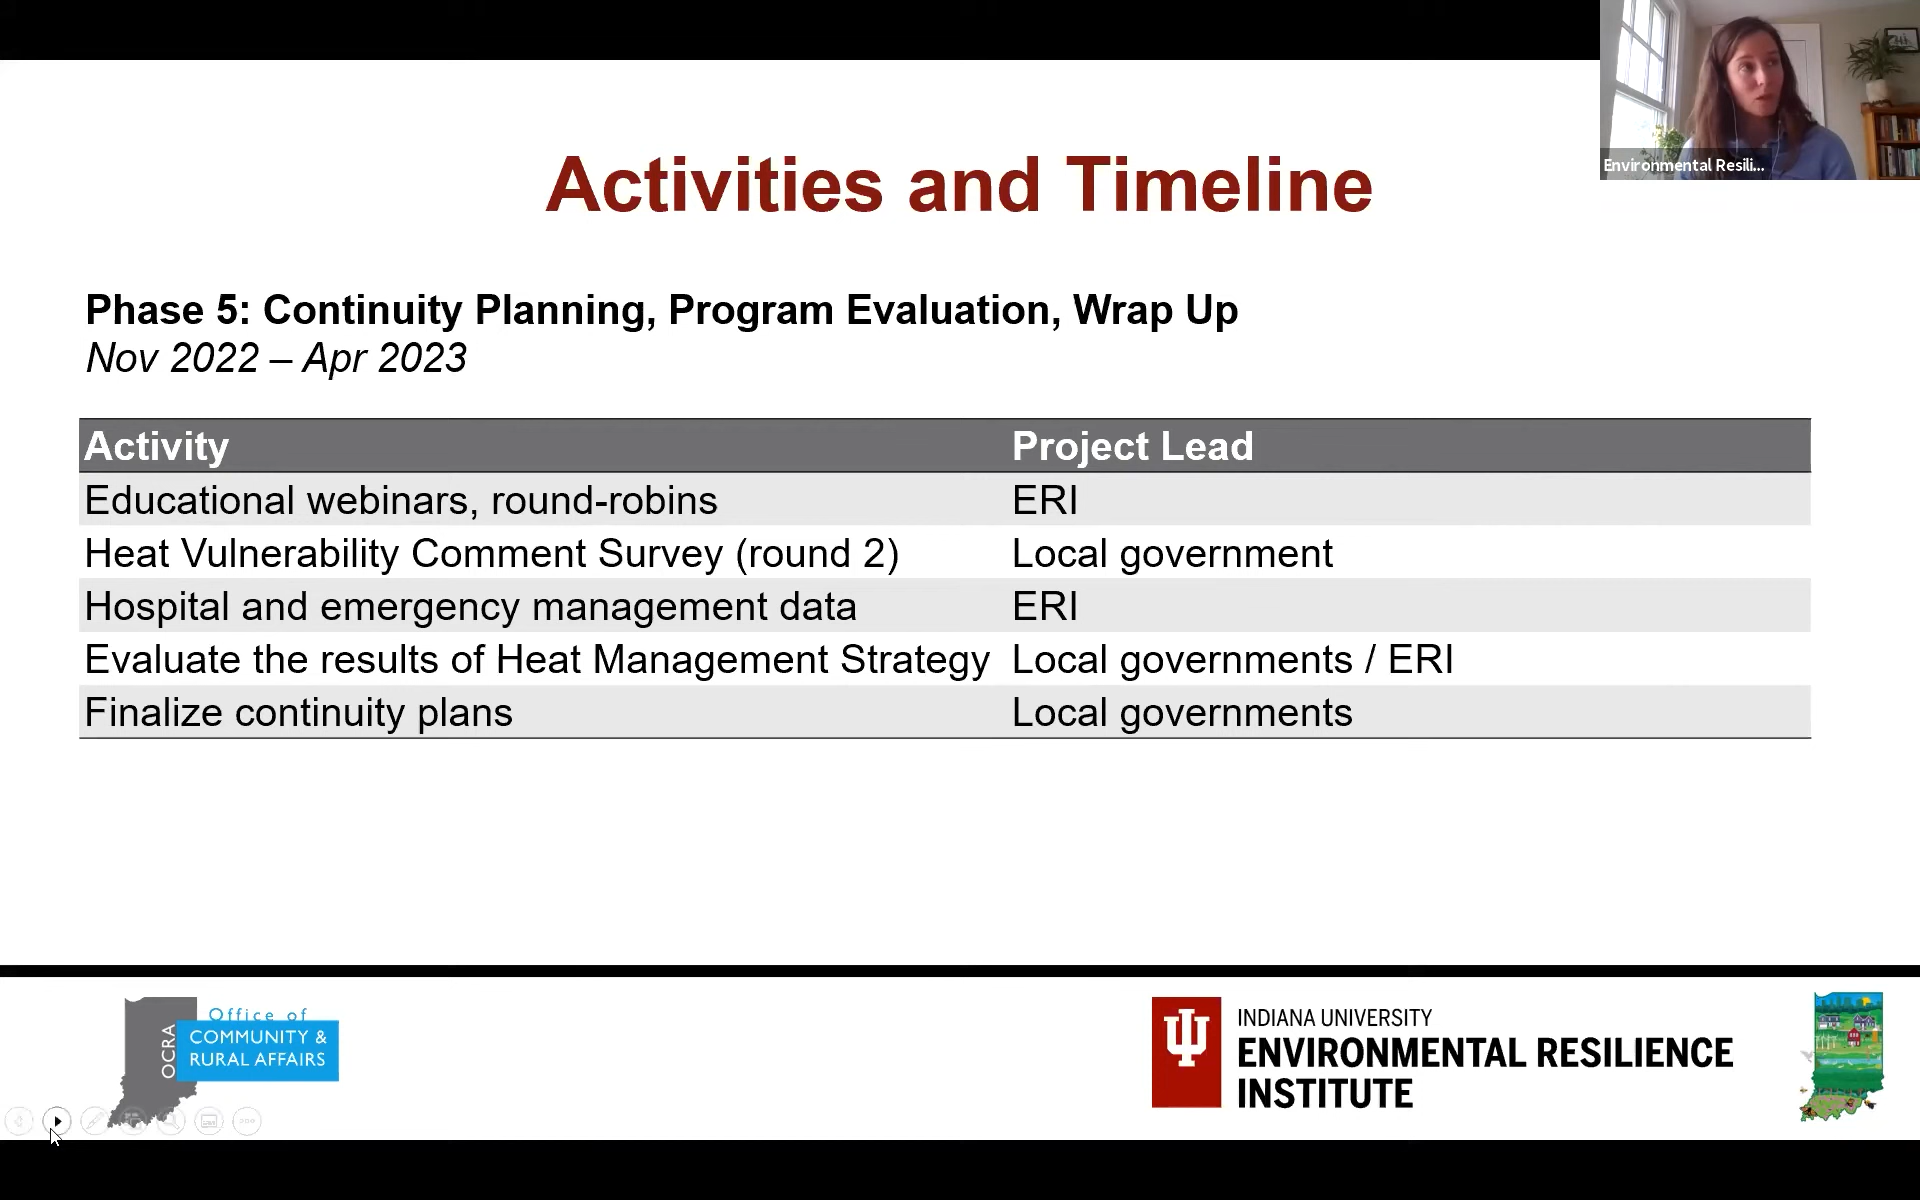 Environmental Resili...
Activities and Timeline
Phase 5: Continuity Planning, Program Evaluation, Wrap Up
Nov 2022 – Apr 2023
Activity Project Lead
Educational webinars, round-robins ERI
Heat Vulnerability Comment Survey (round 2) Local government
Hospital and emergency management data ERI
Evaluate the results of Heat Management Strategy Local governments / ERI
Finalize continuity plans Local governments
OCRA
Office of
COMMUNITY &
RURAL AFFAIRS
INDIANA UNIVERSITY
ENVIRONMENTAL RESILIENCE
INSTITUTE